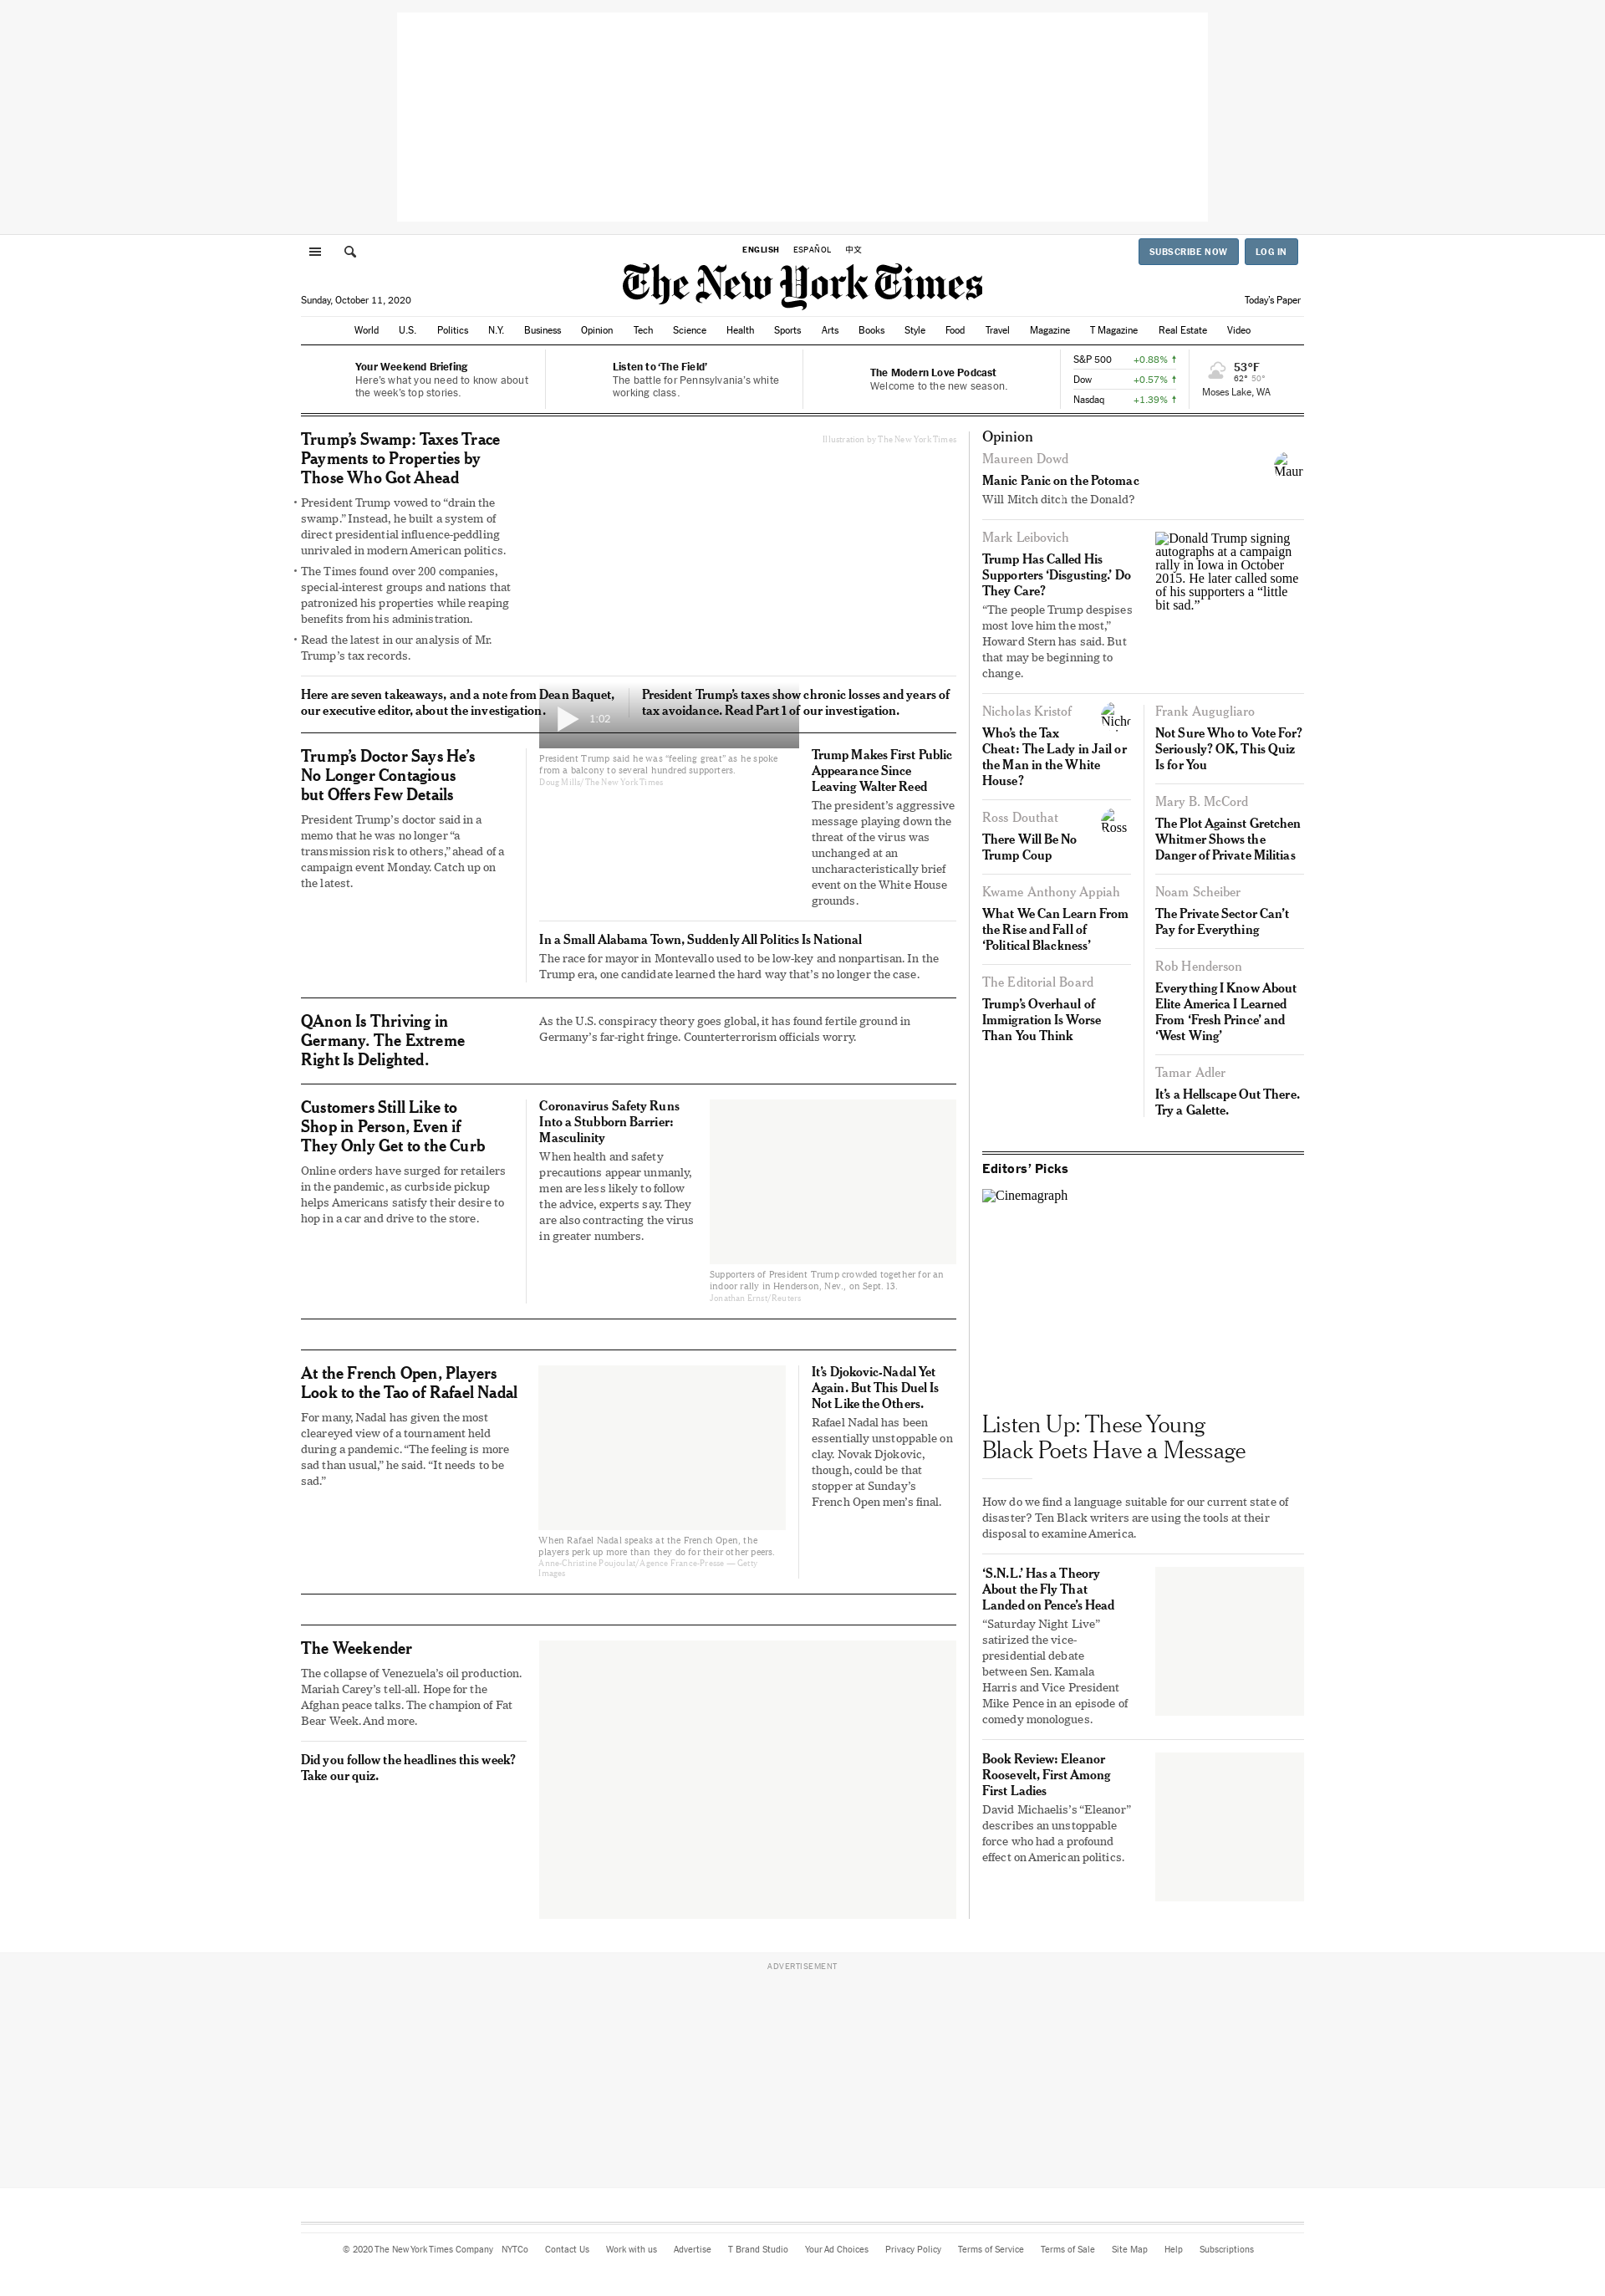 ENGLISH ESPAÑOL 中文
SUBSCRIBE NOW LOG IN
The New York Times
Sunday, October 11, 2020
Today's Paper
World U.S. Politics N.Y. Business Opinion Tech Science Health Sports Arts Books Style Food Travel Magazine T Magazine Real Estate Video
Your Weekend Briefing
Here's what you need to know about
the week's top stories.
Listen to 'The Field'
The battle for Pennsylvania's white
working class.
The Modern Love Podcast
Welcome to the new season.
S&P 500 +0.88% ↑
Dow +0.57% ↑
Nasdaq +1.39% ↑
53°F
62° 50°
Moses Lake, WA
Trump's Swamp: Taxes Trace
Payments to Properties by
Those Who Got Ahead
• President Trump vowed to “drain the
swamp.” Instead, he built a system of
direct presidential influence-peddling
unrivaled in modern American politics.
• The Times found over 200 companies,
special-interest groups and nations that
patronized his properties while reaping
benefits from his administration.
• Read the latest in our analysis of Mr.
Trump's tax records.
Illustration by The New York Times
Here are seven takeaways, and a note from Dean Baquet,
our executive editor, about the investigation.
President Trump's taxes show chronic losses and years of
tax avoidance. Read Part 1 of our investigation.
1:02
Trump's Doctor Says He's
No Longer Contagious
but Offers Few Details
President Trump's doctor said in a
memo that he was no longer “a
transmission risk to others,” ahead of a
campaign event Monday. Catch up on
the latest.
President Trump said he was “feeling great” as he spoke
from a balcony to several hundred supporters.
Doug Mills/The New York Times
Trump Makes First Public
Appearance Since
Leaving Walter Reed
The president's aggressive
message playing down the
threat of the virus was
unchanged at an
uncharacteristically brief
event on the White House
grounds.
In a Small Alabama Town, Suddenly All Politics Is National
The race for mayor in Montevallo used to be low-key and nonpartisan. In the
Trump era, one candidate learned the hard way that's no longer the case.
QAnon Is Thriving in
Germany. The Extreme
Right Is Delighted.
As the U.S. conspiracy theory goes global, it has found fertile ground in
Germany's far-right fringe. Counterterrorism officials worry.
Customers Still Like to
Shop in Person, Even if
They Only Get to the Curb
Online orders have surged for retailers
in the pandemic, as curbside pickup
helps Americans satisfy their desire to
hop in a car and drive to the store.
Coronavirus Safety Runs
Into a Stubborn Barrier:
Masculinity
When health and safety
precautions appear unmanly,
men are less likely to follow
the advice, experts say. They
are also contracting the virus
in greater numbers.
Supporters of President Trump crowded together for an
indoor rally in Henderson, Nev., on Sept. 13.
Jonathan Ernst/Reuters
At the French Open, Players
Look to the Tao of Rafael Nadal
For many, Nadal has given the most
cleareyed view of a tournament held
during a pandemic. “The feeling is more
sad than usual,” he said. “It needs to be
sad.”
When Rafael Nadal speaks at the French Open, the
players perk up more than they do for their other peers.
Anne-Christine Poujoulat/Agence France-Presse — Getty
Images
It's Djokovic-Nadal Yet
Again. But This Duel Is
Not Like the Others.
Rafael Nadal has been
essentially unstoppable on
clay. Novak Djokovic,
though, could be that
stopper at Sunday's
French Open men's final.
The Weekender
The collapse of Venezuela's oil production.
Mariah Carey's tell-all. Hope for the
Afghan peace talks. The champion of Fat
Bear Week. And more.
Did you follow the headlines this week?
Take our quiz.
Opinion
Maureen Dowd
Manic Panic on the Potomac
Will Mitch ditch the Donald?
Maur
Mark Leibovich
Trump Has Called His
Supporters ‘Disgusting.’ Do
They Care?
“The people Trump despises
most love him the most,”
Howard Stern has said. But
that may be beginning to
change.
Donald Trump signing
autographs at a campaign
rally in Iowa in October
2015. He later called some
of his supporters a “little
bit sad.”
Nicholas Kristof
Who's the Tax
Cheat: The Lady in Jail or
the Man in the White
House?
Nicho
Ross Douthat
There Will Be No
Trump Coup
Ross
Kwame Anthony Appiah
What We Can Learn From
the Rise and Fall of
‘Political Blackness’
The Editorial Board
Trump's Overhaul of
Immigration Is Worse
Than You Think
Frank Augugliaro
Not Sure Who to Vote For?
Seriously? OK, This Quiz
Is for You
Mary B. McCord
The Plot Against Gretchen
Whitmer Shows the
Danger of Private Militias
Noam Scheiber
The Private Sector Can't
Pay for Everything
Rob Henderson
Everything I Know About
Elite America I Learned
From ‘Fresh Prince’ and
‘West Wing’
Tamar Adler
It's a Hellscape Out There.
Try a Galette.
Editors' Picks
Cinemagraph
Listen Up: These Young
Black Poets Have a Message
How do we find a language suitable for our current state of
disaster? Ten Black writers are using the tools at their
disposal to examine America.
‘S.N.L.’ Has a Theory
About the Fly That
Landed on Pence's Head
“Saturday Night Live”
satirized the vice-
presidential debate
between Sen. Kamala
Harris and Vice President
Mike Pence in an episode of
comedy monologues.
Book Review: Eleanor
Roosevelt, First Among
First Ladies
David Michaelis's “Eleanor”
describes an unstoppable
force who had a profound
effect on American politics.
ADVERTISEMENT
© 2020 The New York Times Company NYTCo Contact Us Work with us Advertise T Brand Studio Your Ad Choices Privacy Policy Terms of Service Terms of Sale Site Map Help Subscriptions